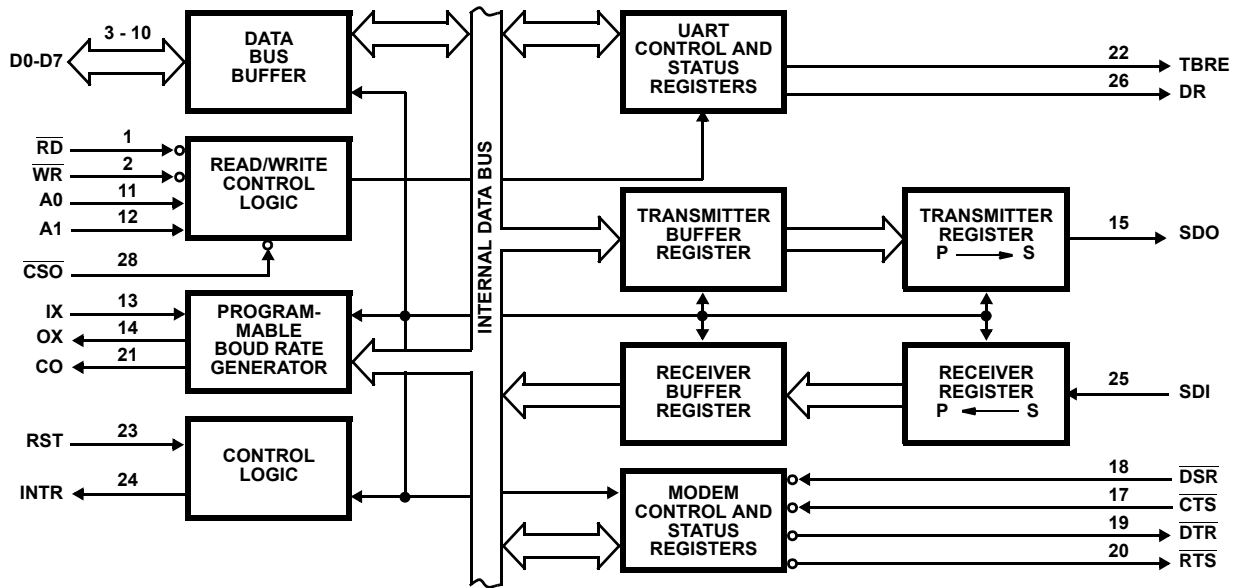 3 - 10
D0-D7
DATA
BUS
BUFFER
UART
CONTROL AND
STATUS
REGISTERS
22
TBRE
26
DR
RD
1
WR
2
A0
11
A1
12
READ/WRITE
CONTROL
LOGIC
CSO
28
INTERNAL DATA BUS
TRANSMITTER
BUFFER
REGISTER
TRANSMITTER
REGISTER
P S
15
SDO
IX
13
OX
14
CO
21
PROGRAM-
MABLE
BOUD RATE
GENERATOR
RECEIVER
BUFFER
REGISTER
RECEIVER
REGISTER
P S
25
SDI
RST
23
INTR
24
CONTROL
LOGIC
MODEM
CONTROL AND
STATUS
REGISTERS
18
DSR
17
CTS
19
DTR
20
RTS